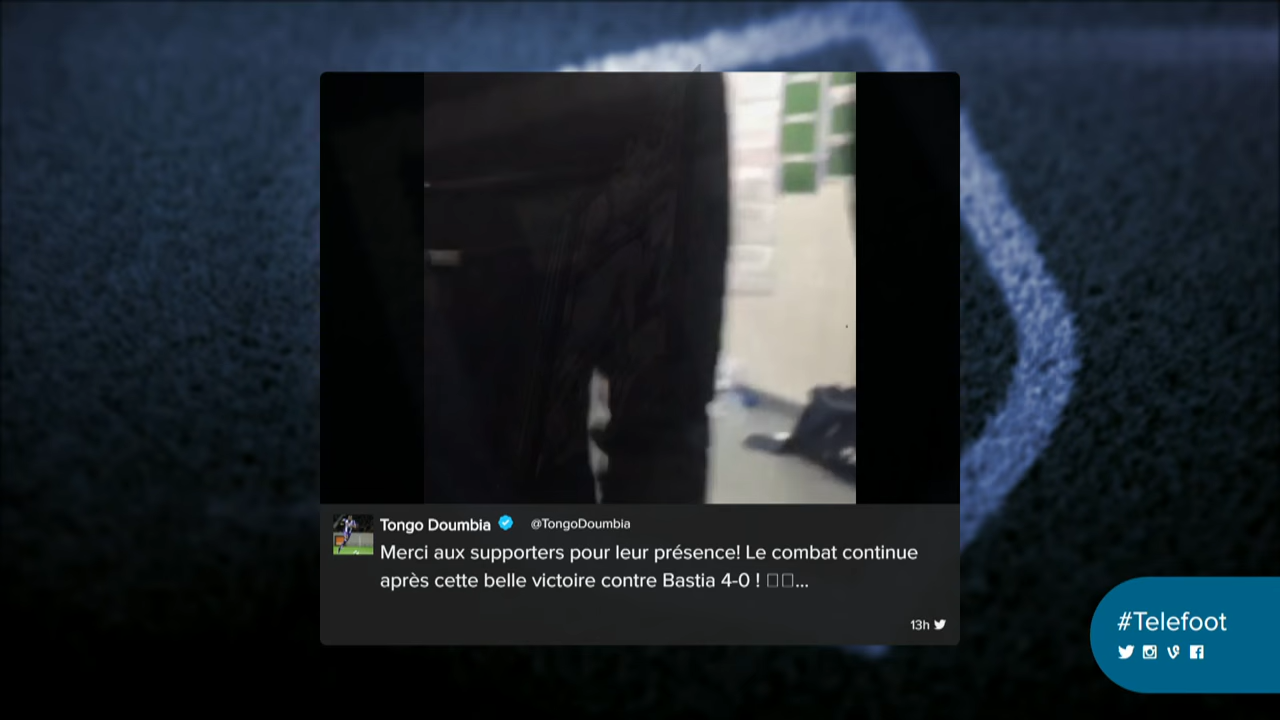 Tongo Doumbia @TongoDoumbia
Merci aux supporters pour leur présence! Le combat continue
après cette belle victoire contre Bastia 4-0 ! □□...
13h
#Telefoot